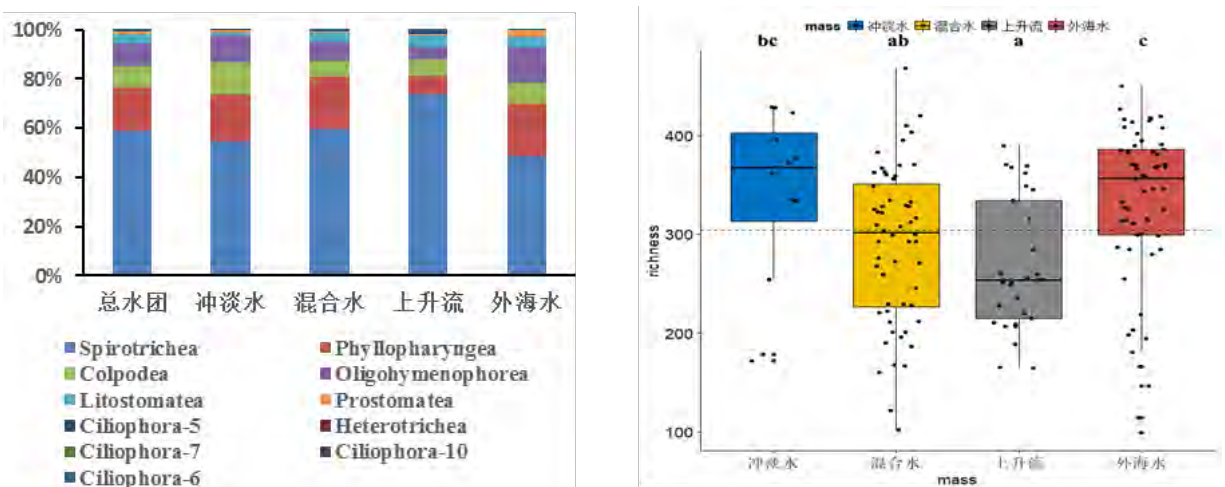 100%
80%
60%
40%
20%
0%
总水团 冲淡水 混合水 上升流 外海水
Spirotrichea Phyllopharyngea
Colpodea Oligohymenophorea
Litostomatea Prostomatea
Ciliophora-5 Heterotrichea
Ciliophora-7 Ciliophora-10
Ciliophora-6
mass 冲淡水 混合水 上升流 外海水
bc ab a c
400
300
200
100
richness
冲淡水 混合水 上升流 外海水
mass